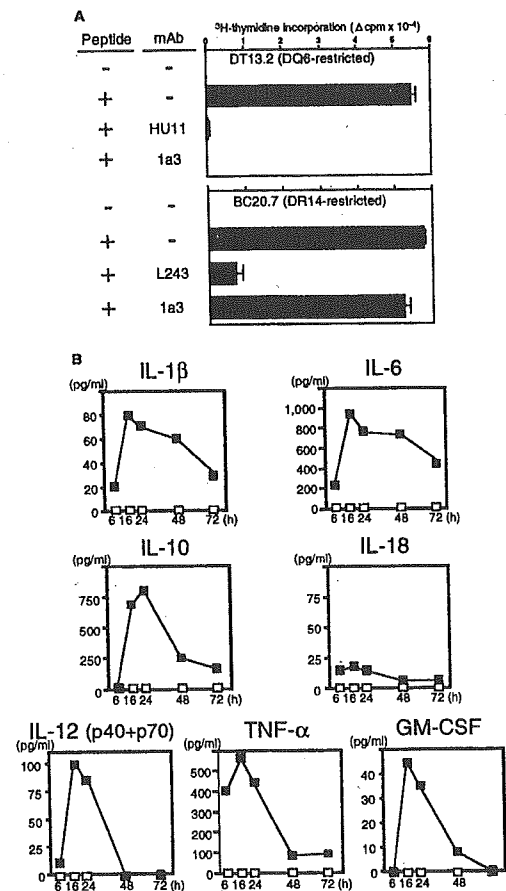 A
³H-thymidine incorporation (Δcpm x 10⁻⁴)
Peptide mAb 0 5 6
DT13.2 (DQ6-restricted)
- -
+ -
+ HU11
+ 1a3
BC20.7 (DR14-restricted)
- -
+ -
+ L243
+ 1a3
B
IL-1β IL-6
(pg/ml) (pg/ml)
80 60 40 20 0
6 16 24 48 72 (h)
1,000 800 600 400 200 0
6 16 24 48 72 (h)
IL-10 IL-18
(pg/ml) (pg/ml)
750 500 250 0
6 16 24 48 72 (h)
75 50 25 0
6 16 24 48 72 (h)
IL-12 (p40+p70) TNF-α GM-CSF
(pg/ml) (pg/ml) (pg/ml)
100 75 50 25 0
6 16 24 48 72 (h)
500 400 300 200 100 0
6 16 24 48 72 (h)
40 30 20 10 0
6 16 24 48 72 (h)